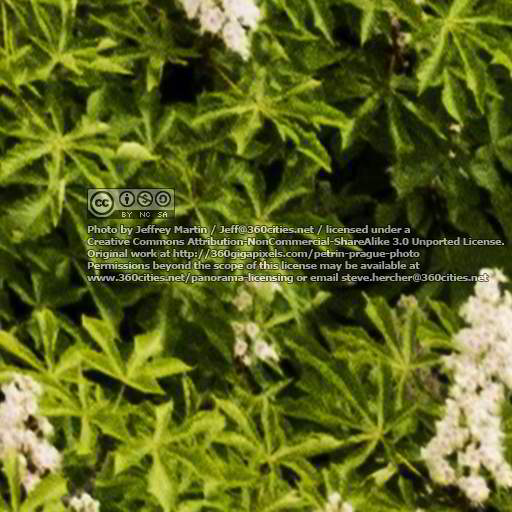 cc
BY NC SA
Photo by Jeffrey Martin / Jeff@360cities.net / licensed under a
Creative Commons Attribution-NonCommercial-ShareAlike 3.0 Unported License.
Original work at http://360gigapixels.com/petrin-prague-photo
Permissions beyond the scope of this license may be available at
www.360cities.net/panorama-licensing or email steve.hercher@360cities.net